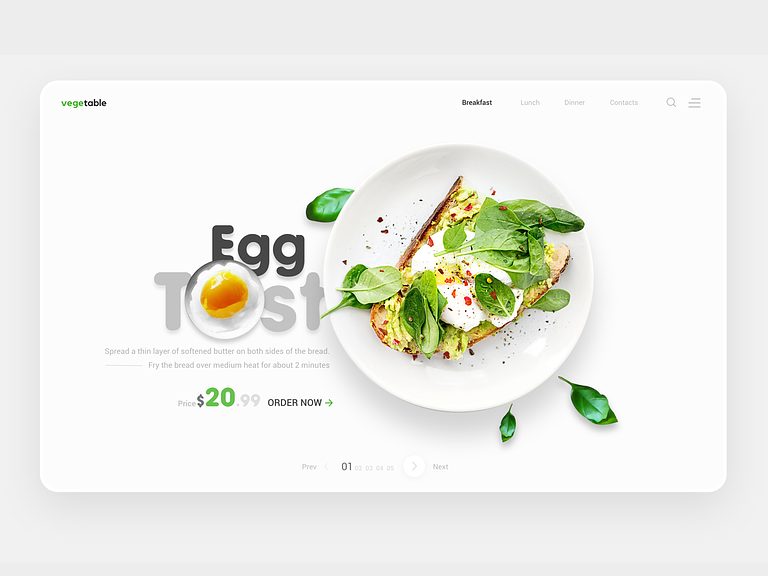 vegetable
Breakfast Lunch Dinner Contacts
Egg
Tost
Spread a thin layer of softened butter on both sides of the bread.
Fry the bread over medium heat for about 2 minutes
Price $20.99 ORDER NOW
Prev 01 02 03 04 05 Next